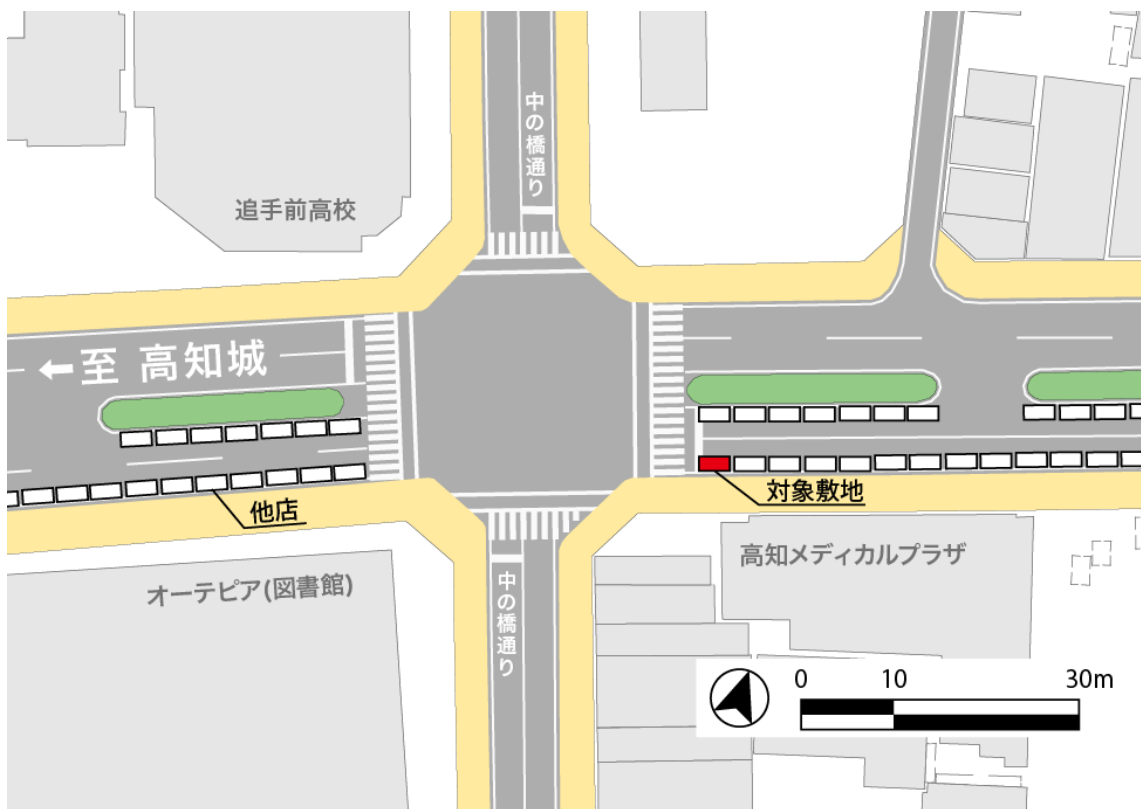 中の橋通り
追手前高校
←至 高知城
他店
対象敷地
オーテピア(図書館)
中の橋通り
高知メディカルプラザ
0 10 30m